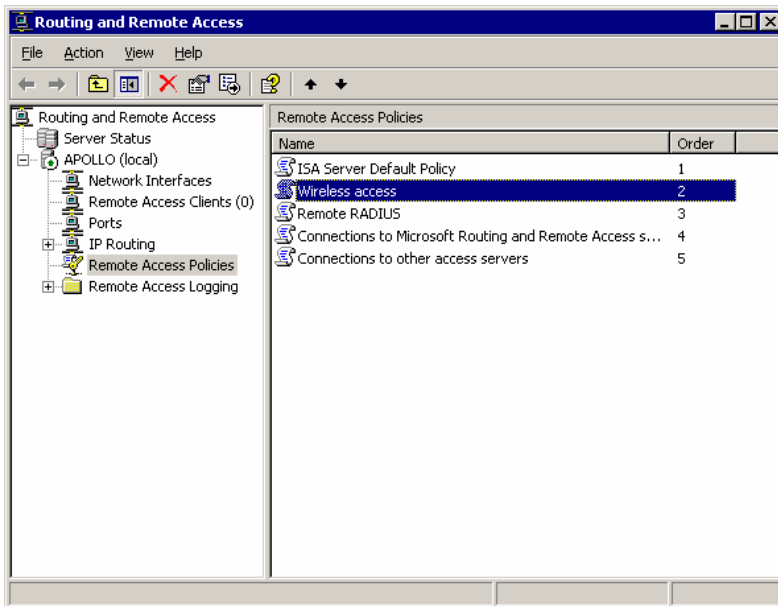 Routing and Remote Access
File Action View Help
Routing and Remote Access
Server Status
APOLLO (local)
Network Interfaces
Remote Access Clients (0)
Ports
IP Routing
Remote Access Policies
Remote Access Logging
Remote Access Policies
Name Order
ISA Server Default Policy 1
Wireless access 2
Remote RADIUS 3
Connections to Microsoft Routing and Remote Access s... 4
Connections to other access servers 5